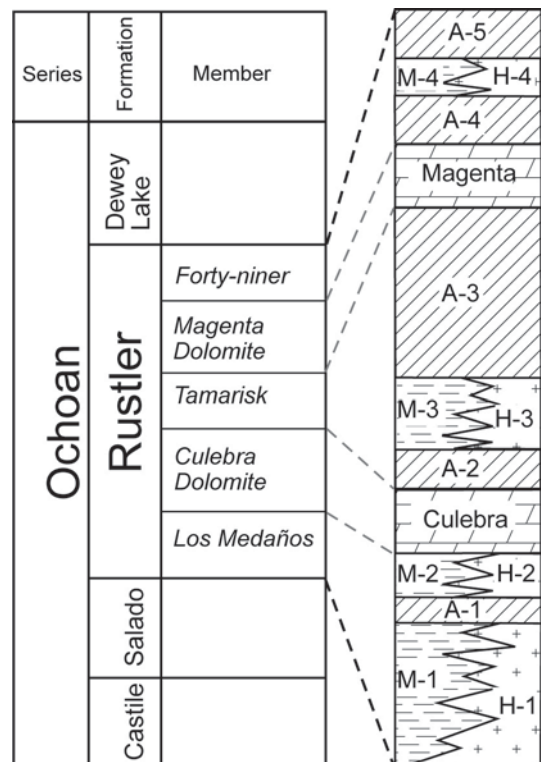 Series
Formation
Member
Ochoan
Dewey
Lake
Rustler
Salado
Castile
Forty-niner
Magenta
Dolomite
Tamarisk
Culebra
Dolomite
Los Medaños
A-5
M-4 H-4
A-4
Magenta
A-3
M-3 H-3
A-2
Culebra
M-2 H-2
A-1
M-1 H-1